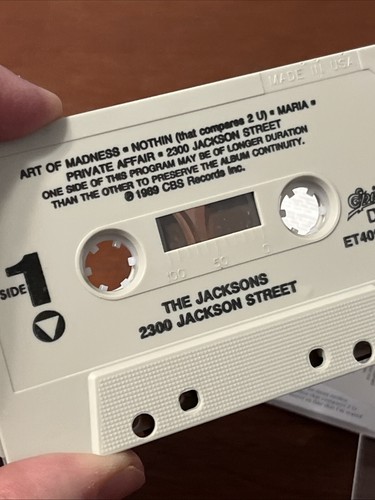 MADE IN USA
ART OF MADNESS • NOTHIN (that compares 2 U) • MARIA •
PRIVATE AFFAIR • 2300 JACKSON STREET
ONE SIDE OF THIS PROGRAM MAY BE OF LONGER DURATION
THAN THE OTHER TO PRESERVE THE ALBUM CONTINUITY.
℗ 1989 CBS Records Inc.
SIDE 1
100 50 0
THE JACKSONS
2300 JACKSON STREET